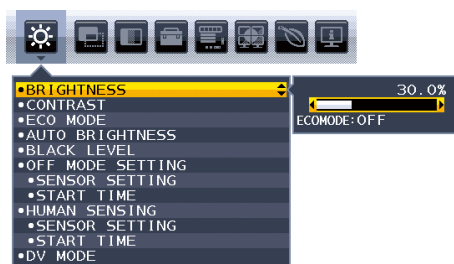 •BRIGHTNESS
30.0%
•CONTRAST
ECOMODE:OFF
•ECO MODE
•AUTO BRIGHTNESS
•BLACK LEVEL
•OFF MODE SETTING
•SENSOR SETTING
•START TIME
•HUMAN SENSING
•SENSOR SETTING
•START TIME
•DV MODE